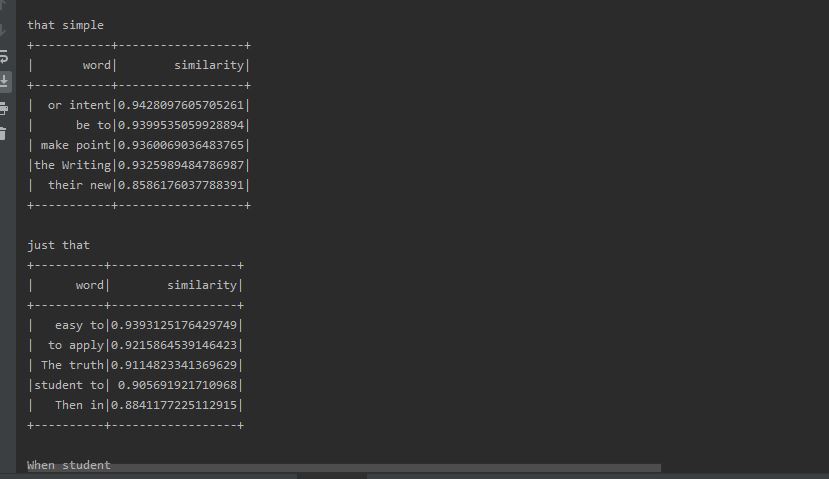 that simple
+-----------+------------------+
|       word|        similarity|
+-----------+------------------+
|  or intent|0.9428097605705261|
|      be to|0.9399535059928894|
| make point|0.9360069036483765|
|the Writing|0.9325989484786987|
|  their new|0.8586176037788391|
+-----------+------------------+
just that
+----------+------------------+
|      word|        similarity|
+----------+------------------+
|   easy to|0.9393125176429749|
|  to apply|0.9215864539146423|
| The truth|0.9114823341369629|
|student to| 0.905691921710968|
|   Then in|0.8841177225112915|
+----------+------------------+
When student